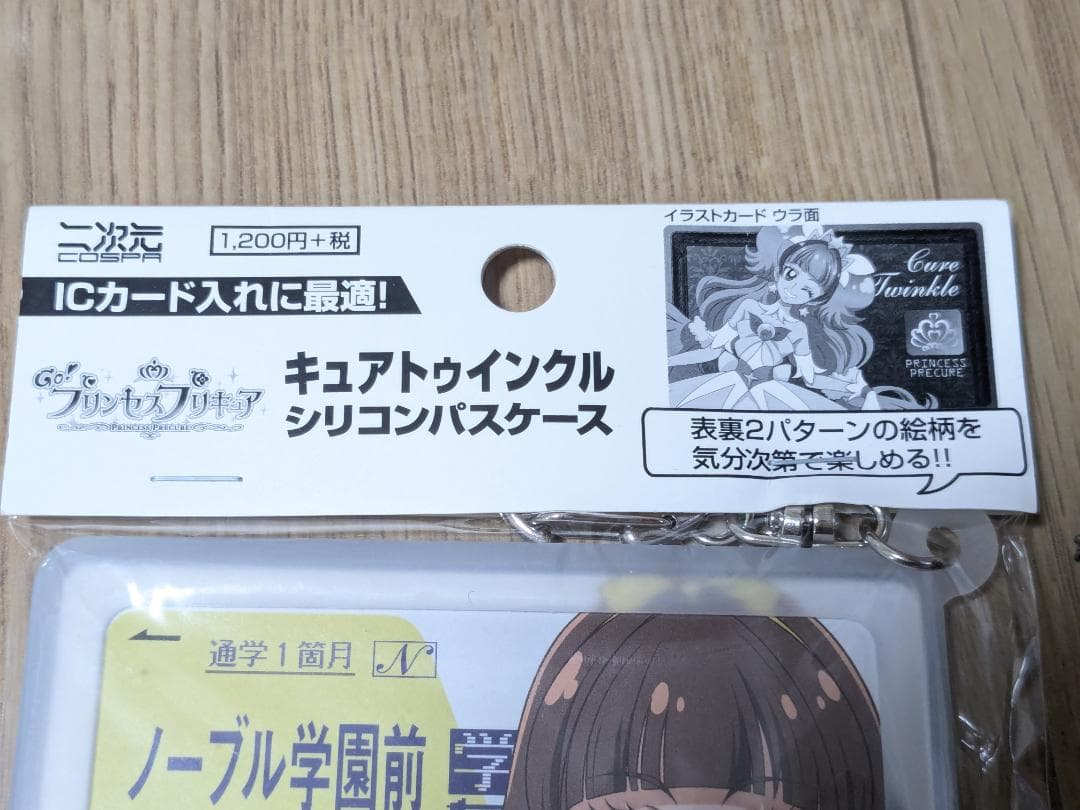 二次元
COSPA
1,200円+税
イラストカード ウラ面
ICカード入れに最適!
Cure
Twinkle
PRINCESS
PRECURE
Go!
プリンセスプリキュア
PRINCESS PRECURE
キュアトゥインクル
シリコンパスケース
表裏2パターンの絵柄を
気分次第で楽しめる!!
通学1箇月 N
ノーブル学園前
学